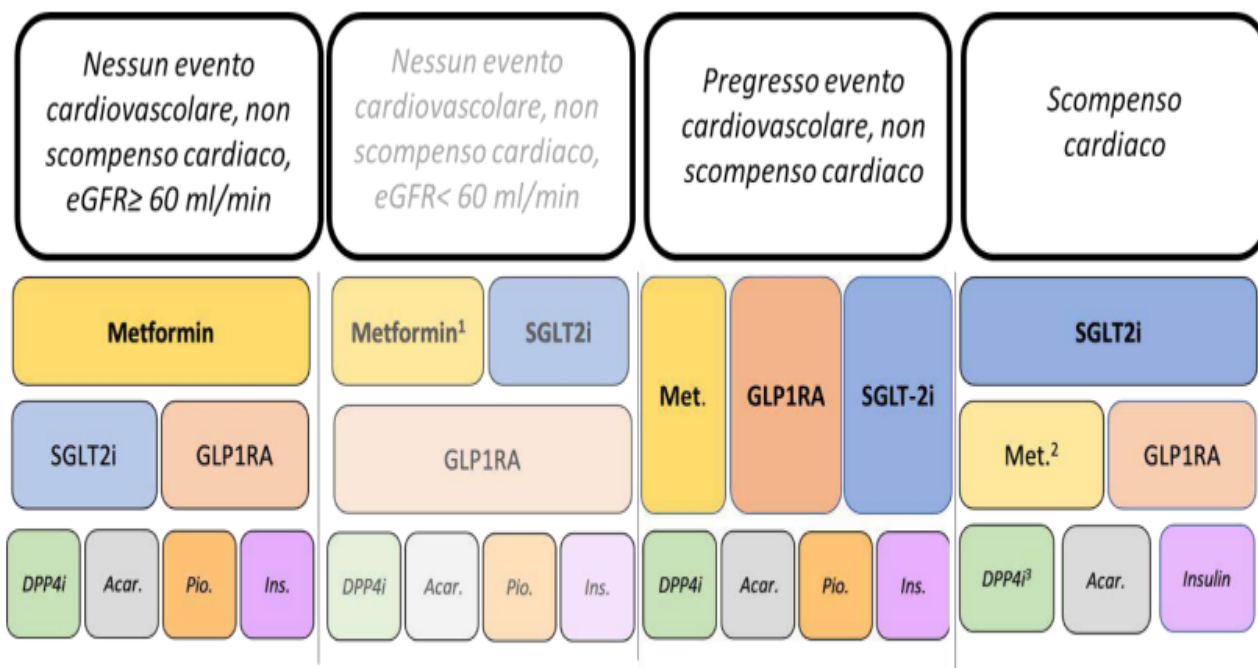 Nessun evento
cardiovascolare, non
scompenso cardiaco,
eGFR≥ 60 ml/min
Nessun evento
cardiovascolare, non
scompenso cardiaco,
eGFR< 60 ml/min
Pregresso evento
cardiovascolare, non
scompenso cardiaco
Scompenso
cardiaco
Metformin
SGLT2i
GLP1RA
DPP4i
Acar.
Pio.
Ins.
Metformin¹
SGLT2i
GLP1RA
DPP4i
Acar.
Pio.
Ins.
Met.
GLP1RA
SGLT-2i
DPP4i
Acar.
Pio.
Ins.
SGLT2i
Met.²
GLP1RA
DPP4i³
Acar.
Insulin